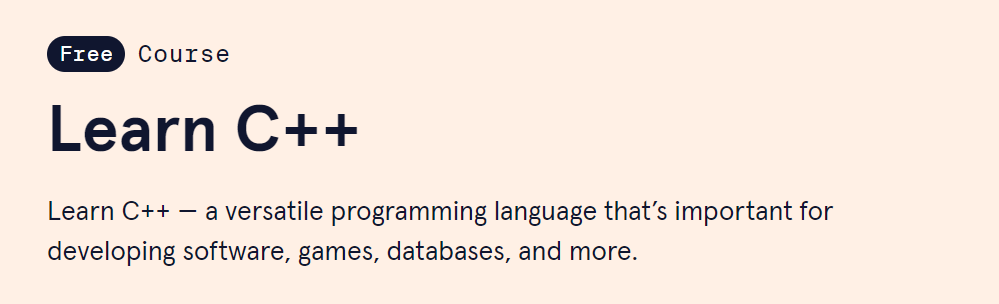 Free Course
Learn C++
Learn C++ — a versatile programming language that’s important for
developing software, games, databases, and more.